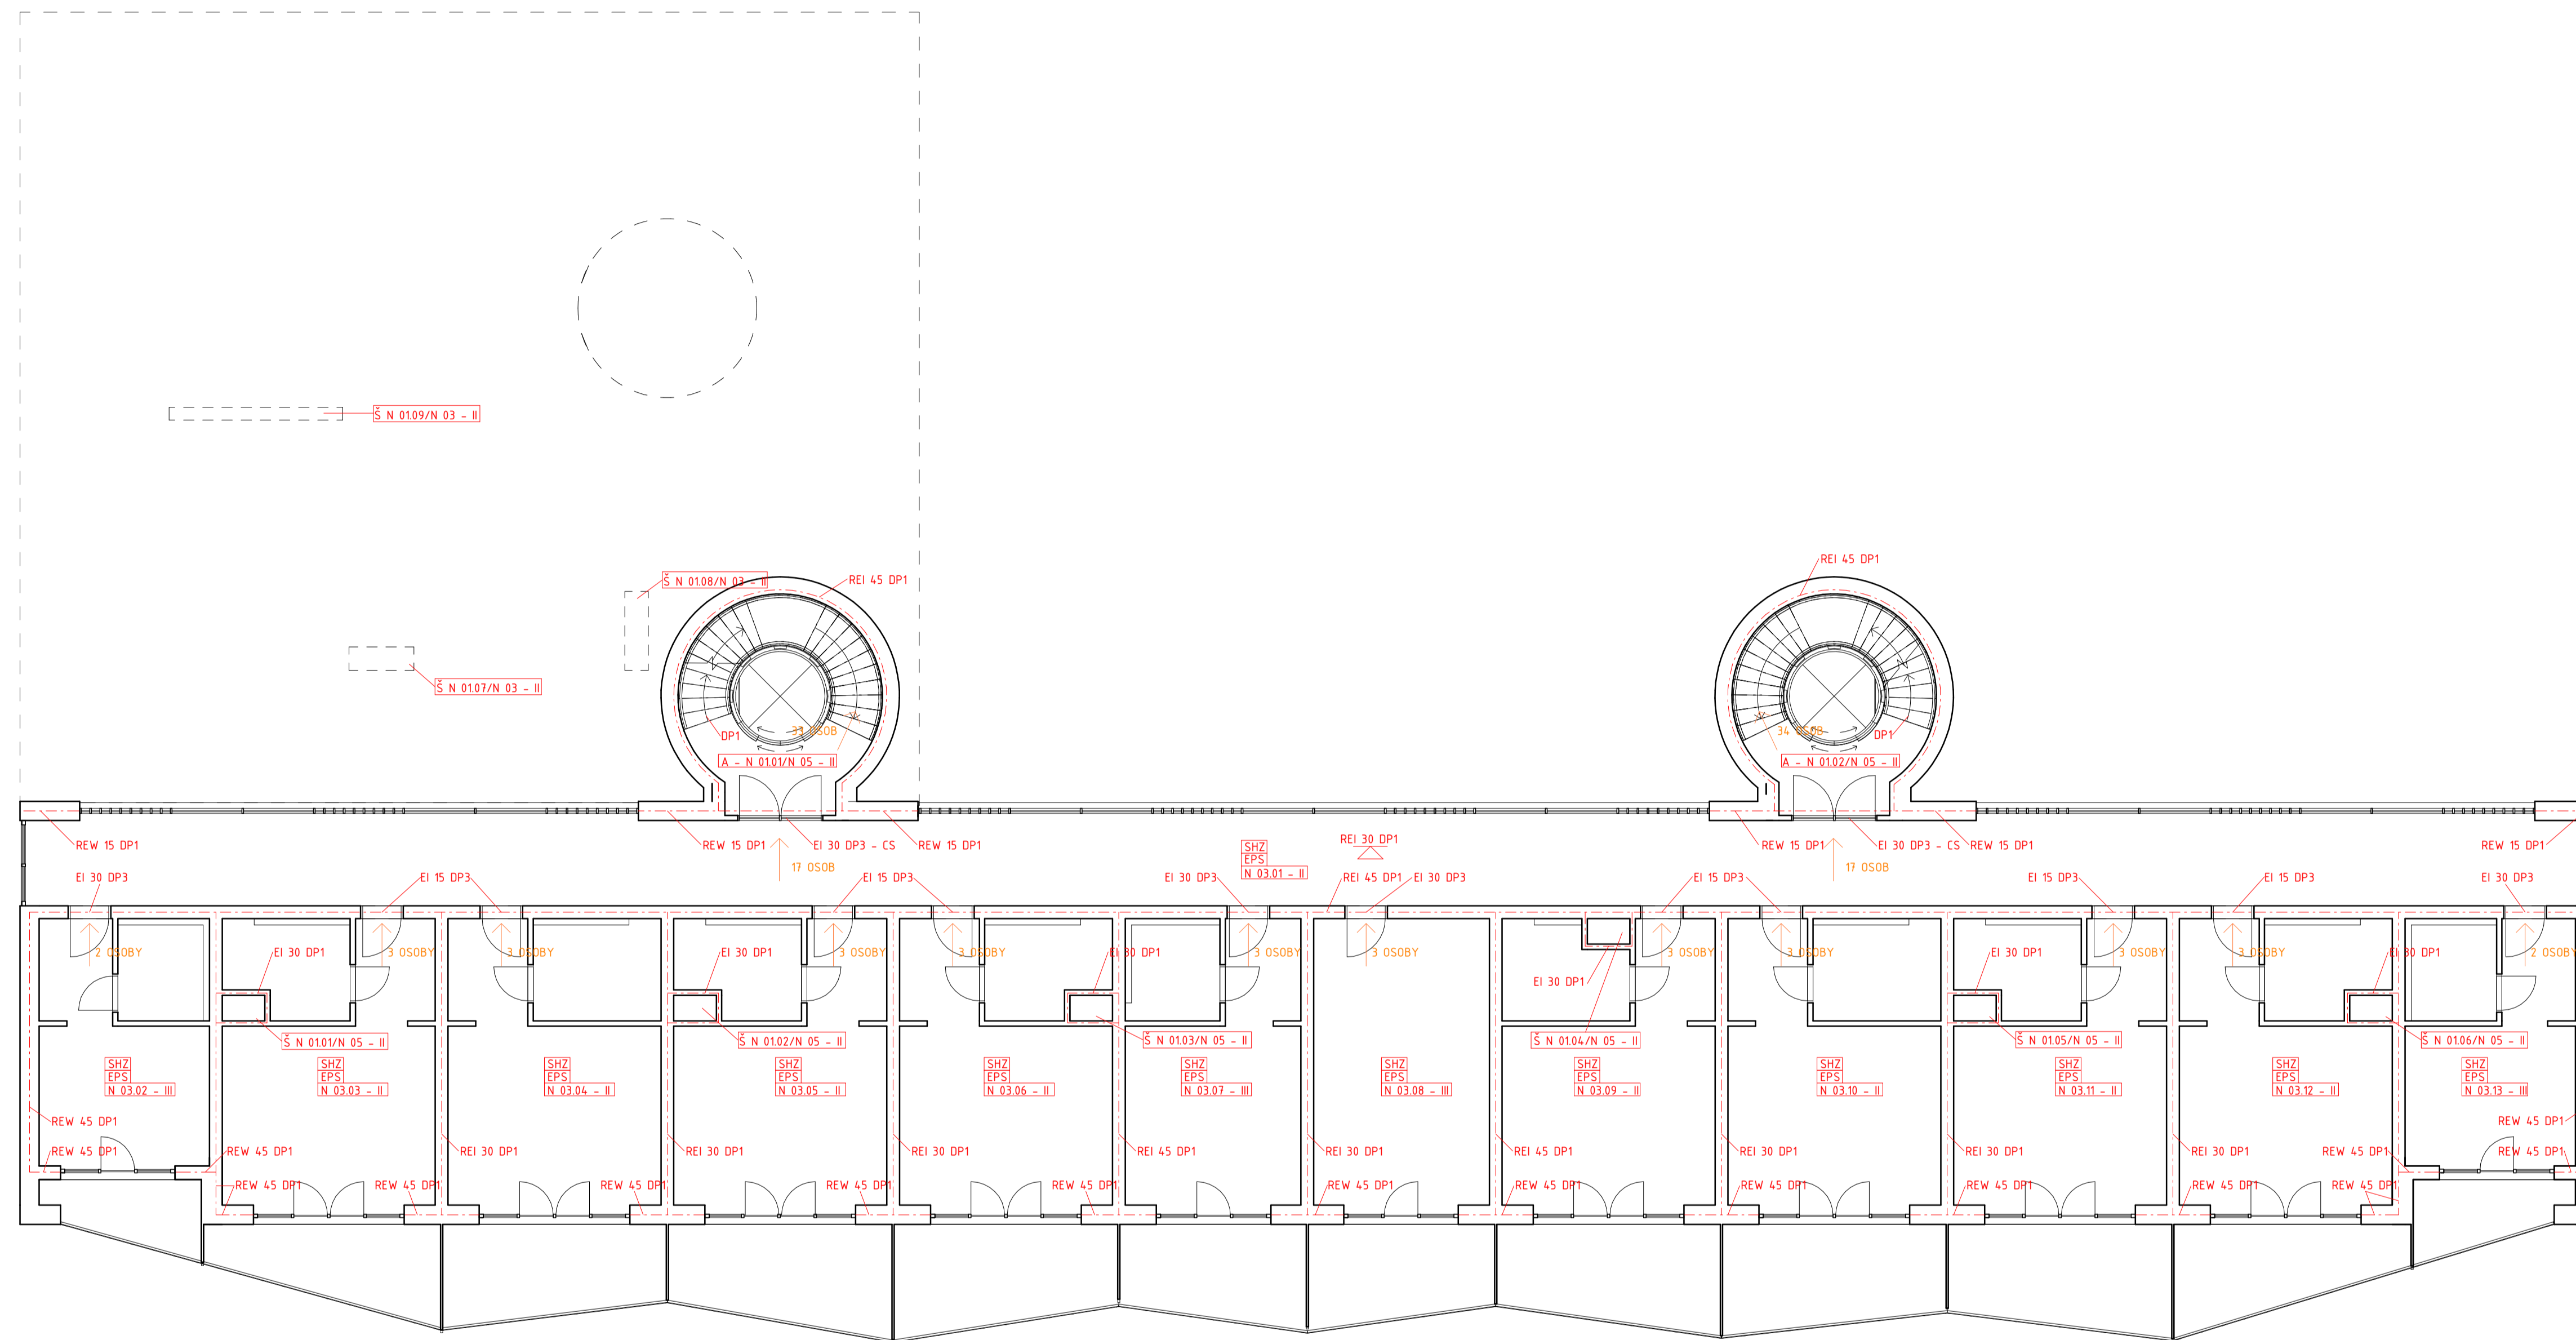 Š N 01.09/N 03 - II
REI 45 DP1
Š N 01.08/N 03 - II
REI 45 DP1
Š N 01.07/N 03 - II
DP1
33 OSOB
34 OSOB
DP1
A - N 01.01/N 05 - II
A - N 01.02/N 05 - II
REW 15 DP1
REW 15 DP1
EI 30 DP3 - CS
REW 15 DP1
SHZ
EPS
N 03.01 - II
REI 30 DP1
REW 15 DP1
EI 30 DP3 - CS
REW 15 DP1
REW 15 DP1
17 OSOB
17 OSOB
EI 30 DP3
EI 15 DP3
EI 15 DP3
EI 30 DP3
REI 45 DP1
EI 30 DP3
EI 15 DP3
EI 15 DP3
EI 15 DP3
EI 30 DP3
2 OSOBY
EI 30 DP1
3 OSOBY
3 OSOBY
EI 30 DP1
3 OSOBY
3 OSOBY
EI 30 DP1
3 OSOBY
3 OSOBY
3 OSOBY
3 OSOBY
EI 30 DP1
3 OSOBY
3 OSOBY
EI 30 DP1
2 OSOBY
EI 30 DP1
Š N 01.01/N 05 - II
Š N 01.02/N 05 - II
Š N 01.03/N 05 - II
Š N 01.04/N 05 - II
Š N 01.05/N 05 - II
Š N 01.06/N 05 - II
SHZ
EPS
N 03.02 - III
SHZ
EPS
N 03.03 - II
SHZ
EPS
N 03.04 - II
SHZ
EPS
N 03.05 - II
SHZ
EPS
N 03.06 - II
SHZ
EPS
N 03.07 - III
SHZ
EPS
N 03.08 - III
SHZ
EPS
N 03.09 - II
SHZ
EPS
N 03.10 - II
SHZ
EPS
N 03.11 - II
SHZ
EPS
N 03.12 - II
SHZ
EPS
N 03.13 - III
REW 45 DP1
REW 45 DP1
REW 45 DP1
REW 45 DP1
REI 30 DP1
REI 30 DP1
REI 30 DP1
REI 45 DP1
REI 30 DP1
REI 45 DP1
REI 30 DP1
REI 30 DP1
REI 30 DP1
REW 45 DP1
REW 45 DP1
REW 45 DP1
REW 45 DP1
REW 45 DP1
REW 45 DP1
REW 45 DP1
REW 45 DP1
REW 45 DP1
REW 45 DP1
REW 45 DP1
REW 45 DP1
REW 45 DP1